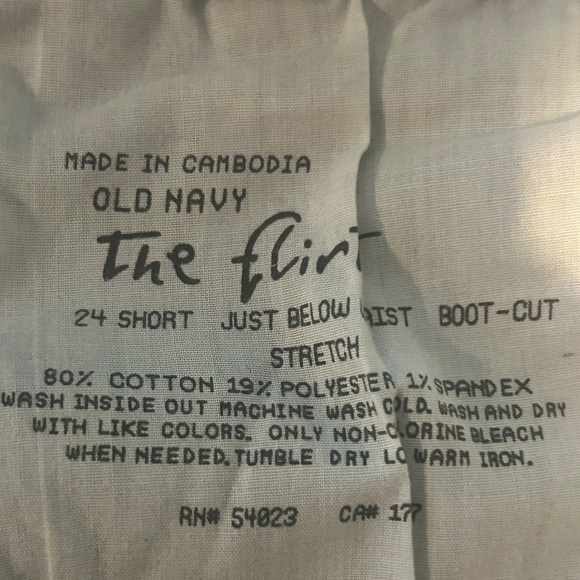 MADE IN CAMBODIA
OLD NAVY
the flirt
24 SHORT JUST BELOW WAIST BOOT-CUT
STRETCH
80% COTTON 19% POLYESTER 1% SPANDEX
WASH INSIDE OUT MACHINE WASH COLD. WASH AND DRY
WITH LIKE COLORS. ONLY NON-CHLORINE BLEACH
WHEN NEEDED. TUMBLE DRY LOW WARM IRON.
RN# 54023 CA# 177